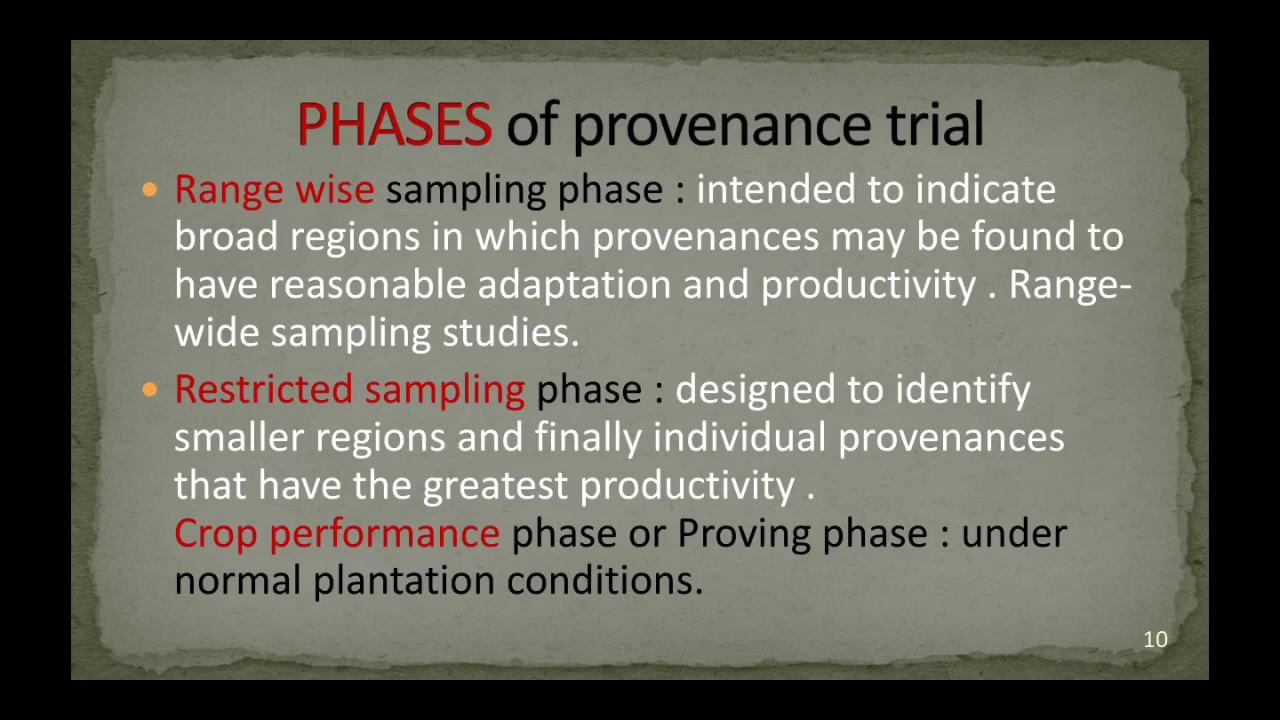 PHASES of provenance trial
• Range wise sampling phase : intended to indicate
broad regions in which provenances may be found to
have reasonable adaptation and productivity . Range-
wide sampling studies.
• Restricted sampling phase : designed to identify
smaller regions and finally individual provenances
that have the greatest productivity .
Crop performance phase or Proving phase : under
normal plantation conditions.
10